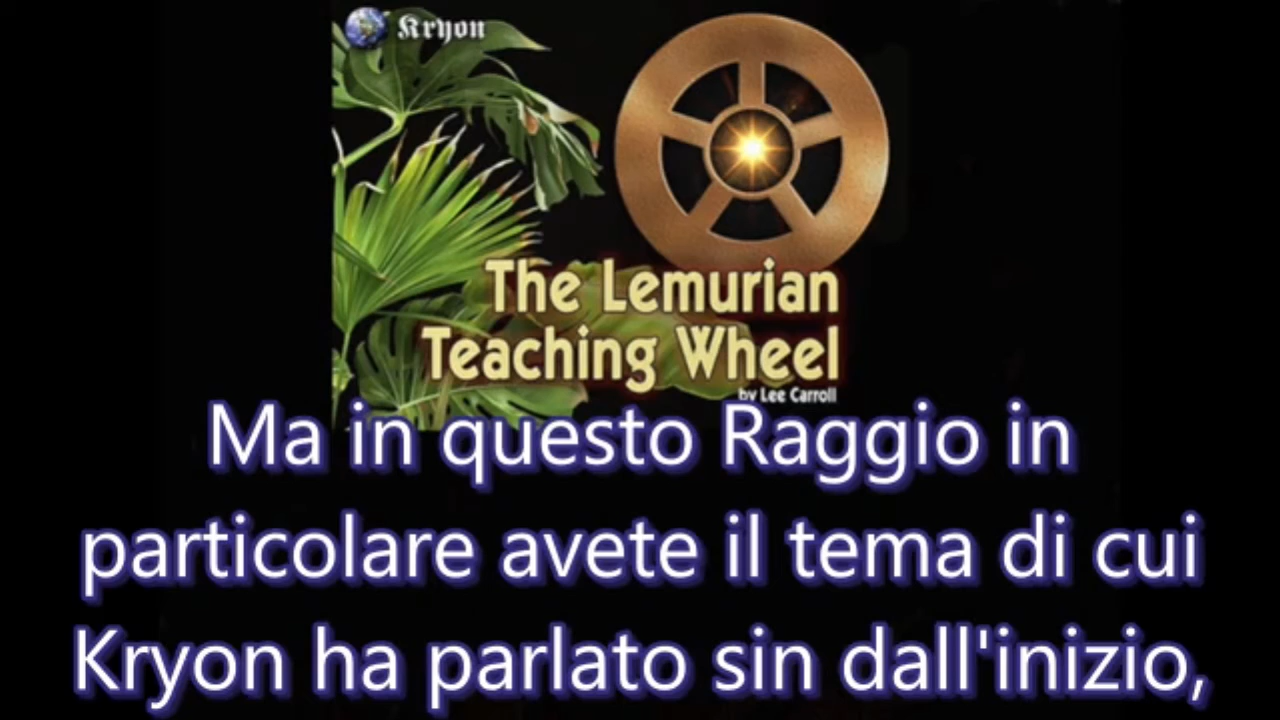 Kryon
The Lemurian
Teaching Wheel
by Lee Carroll
Ma in questo Raggio in
particolare avete il tema di cui
Kryon ha parlato sin dall'inizio,